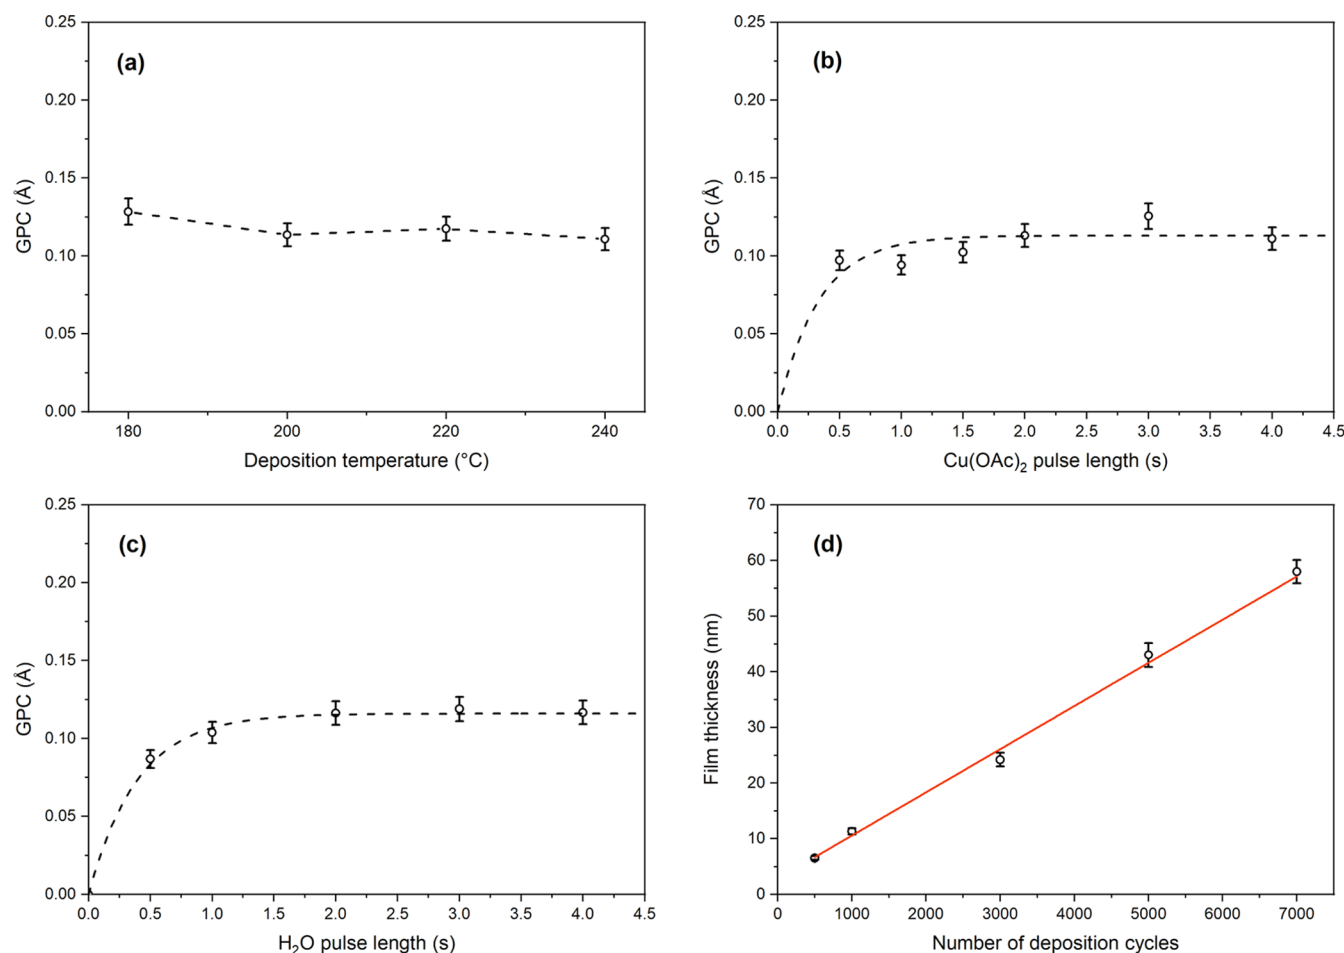 (a)
0.25
0.20
0.15
0.10
0.05
0.00
GPC (Å)
180 200 220 240
Deposition temperature (°C)
(b)
0.25
0.20
0.15
0.10
0.05
0.00
GPC (Å)
0.0 0.5 1.0 1.5 2.0 2.5 3.0 3.5 4.0 4.5
Cu(OAc)₂ pulse length (s)
(c)
0.25
0.20
0.15
0.10
0.05
0.00
GPC (Å)
0.0 0.5 1.0 1.5 2.0 2.5 3.0 3.5 4.0 4.5
H₂O pulse length (s)
(d)
70
60
50
40
30
20
10
0
Film thickness (nm)
0 1000 2000 3000 4000 5000 6000 7000
Number of deposition cycles